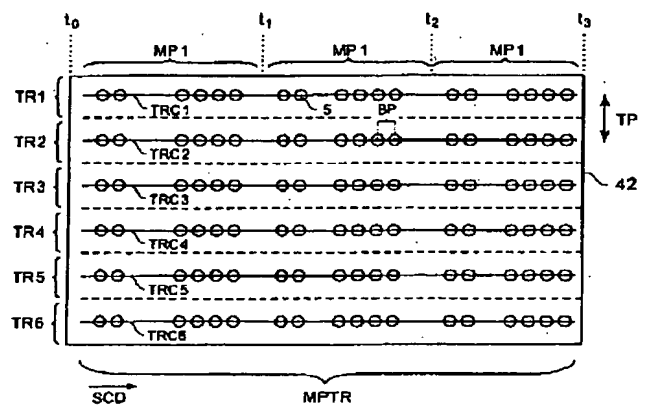 t0 t1 t2 t3
MP1 MP1 MP1
TR1 TRC1 5 BP
TR2 TRC2 TP
TR3 TRC3 42
TR4 TRC4
TR5 TRC5
TR6 TRC6
SCD MPTR